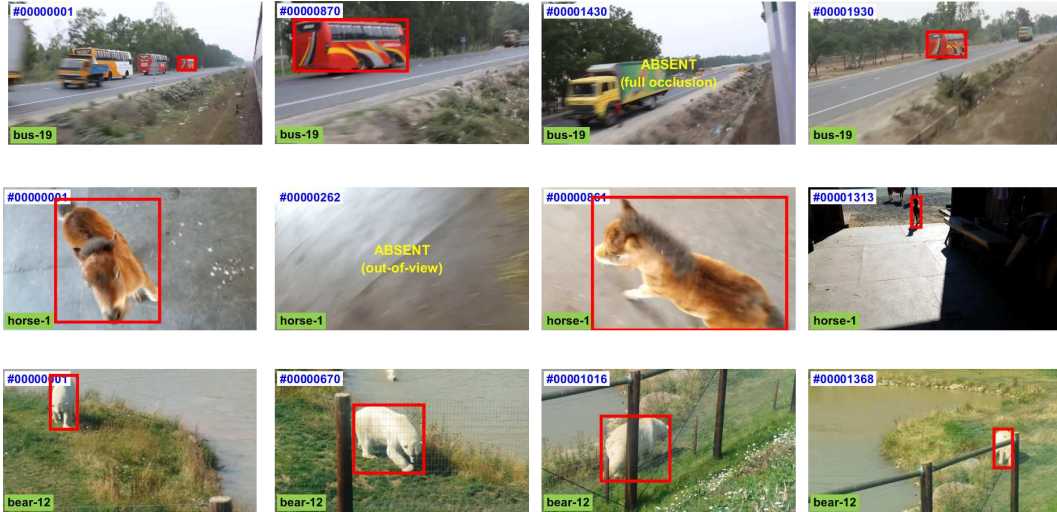 #00000001
bus-19
#00000870
bus-19
#00001430
ABSENT
(full occlusion)
bus-19
#00001930
bus-19
#00000001
horse-1
#00000262
ABSENT
(out-of-view)
horse-1
#00000861
horse-1
#00001313
horse-1
#00000001
bear-12
#00000670
bear-12
#00001016
bear-12
#00001368
bear-12